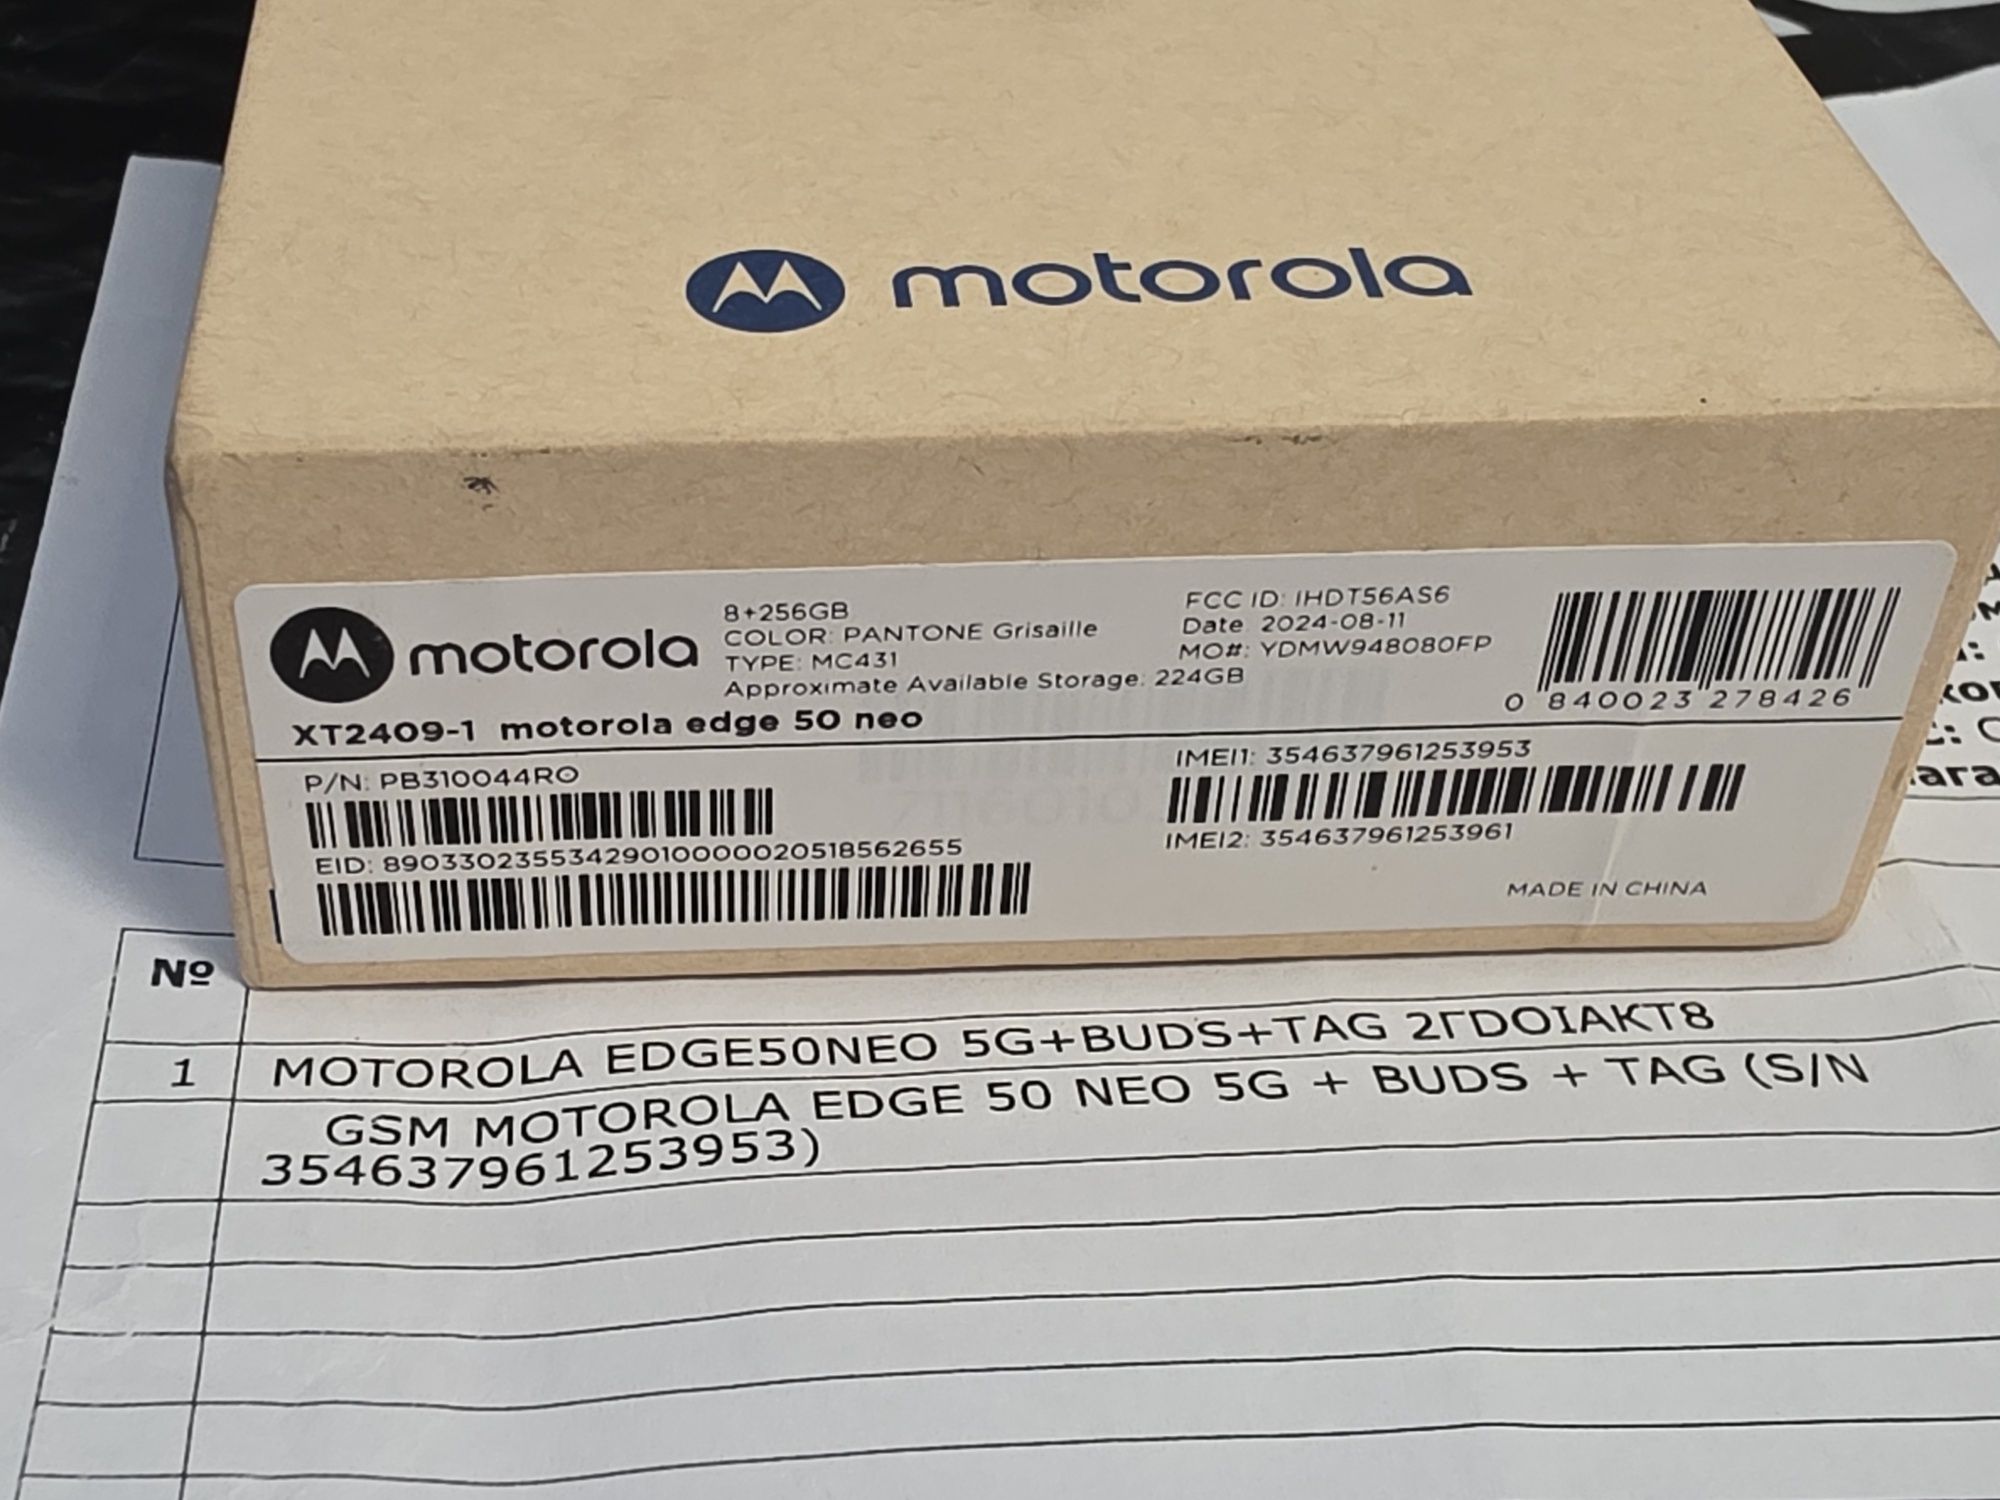 motorola
motorola
8+256GB
COLOR: PANTONE Grisaille
TYPE: MC431
Approximate Available Storage: 224GB
FCC ID: IHDT56AS6
Date 2024-08-11
MO#: YDMW948080FP
0 840023 278426
XT2409-1 motorola edge 50 neo
P/N: PB310044RO
EID: 89033023553429010000020518562655
IMEI1: 354637961253953
IMEI2: 354637961253961
MADE IN CHINA
№
1 MOTOROLA EDGE50NEO 5G+BUDS+TAG 2ГDOIAKT8
GSM MOTOROLA EDGE 50 NEO 5G + BUDS + TAG (S/N
354637961253953)